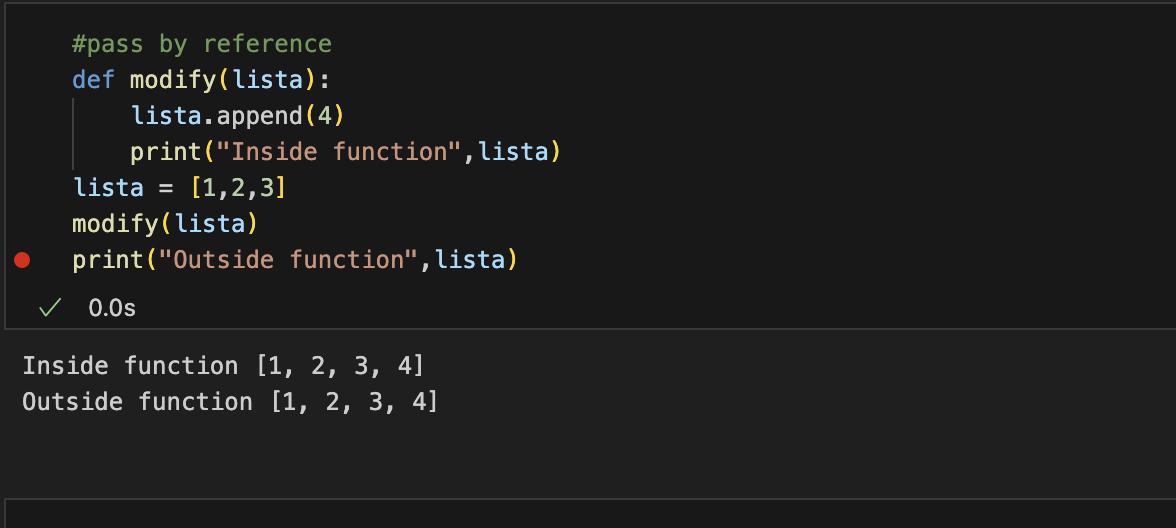 #pass by reference
def modify(lista):
    lista.append(4)
    print("Inside function",lista)
lista = [1,2,3]
modify(lista)
print("Outside function",lista)
0.0s
Inside function [1, 2, 3, 4]
Outside function [1, 2, 3, 4]